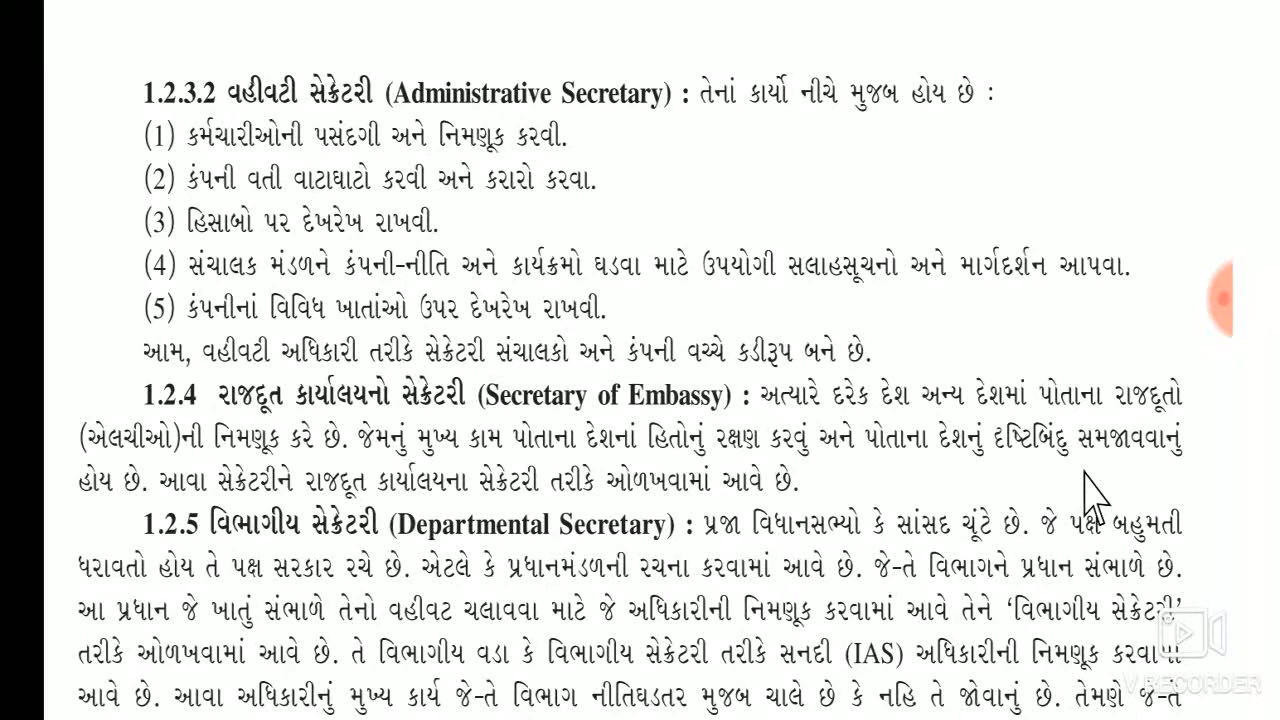 1.2.3.2 વહીવટી સેક્રેટરી (Administrative Secretary) : તેનાં કાર્યો નીચે મુજબ હોય છે :
(1) કર્મચારીઓની પસંદગી અને નિમણૂક કરવી.
(2) કંપની વતી વાટાઘાટો કરવી અને કરારો કરવા.
(3) હિસાબો પર દેખરેખ રાખવી.
(4) સંચાલક મંડળને કંપની-નીતિ અને કાર્યક્રમો ઘડવા માટે ઉપયોગી સલાહસૂચનો અને માર્ગદર્શન આપવા.
(5) કંપનીનાં વિવિધ ખાતાંઓ ઉપર દેખરેખ રાખવી.
આમ, વહીવટી અધિકારી તરીકે સેક્રેટરી સંચાલકો અને કંપની વચ્ચે કડીરૂપ બને છે.
1.2.4 રાજદૂત કાર્યાલયનો સેક્રેટરી (Secretary of Embassy) : અત્યારે દરેક દેશ અન્ય દેશમાં પોતાના રાજદૂતો
(એલચીઓ)ની નિમણૂક કરે છે. જેમનું મુખ્ય કામ પોતાના દેશનાં હિતોનું રક્ષણ કરવું અને પોતાના દેશનું દૃષ્ટિબિંદુ સમજાવવાનું
હોય છે. આવા સેક્રેટરીને રાજદૂત કાર્યાલયના સેક્રેટરી તરીકે ઓળખવામાં આવે છે.
1.2.5 વિભાગીય સેક્રેટરી (Departmental Secretary) : પ્રજા વિધાનસભ્યો કે સાંસદ ચૂંટે છે. જે પક્ષ બહુમતી
ધરાવતો હોય તે પક્ષ સરકાર રચે છે. એટલે કે પ્રધાનમંડળની રચના કરવામાં આવે છે. જે-તે વિભાગને પ્રધાન સંભાળે છે.
આ પ્રધાન જે ખાતું સંભાળે તેનો વહીવટ ચલાવવા માટે જે અધિકારીની નિમણૂક કરવામાં આવે તેને ‘વિભાગીય સેક્રેટરી’
તરીકે ઓળખવામાં આવે છે. તે વિભાગીય વડા કે વિભાગીય સેક્રેટરી તરીકે સનદી (IAS) અધિકારીની નિમણૂક કરવામાં
આવે છે. આવા અધિકારીનું મુખ્ય કાર્ય જે-તે વિભાગ નીતિઘડતર મુજબ ચાલે છે કે નહિ તે જોવાનું છે. તેમણે જે-તે
V RECORDER